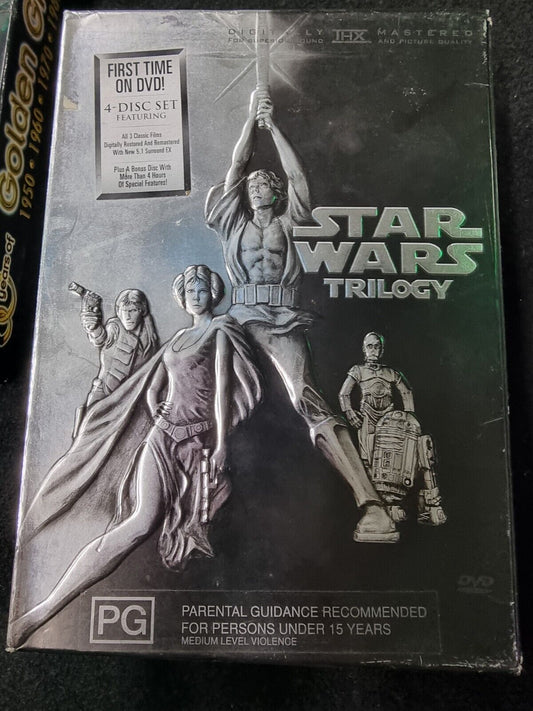 DIGITALLY THX MASTERED
FOR SUPERIOR SOUND AND PICTURE QUALITY
FIRST TIME
ON DVD!
4-DISC SET
FEATURING
All 3 Classic Films
Digitally Restored And Remastered
With New 5.1 Surround EX
Plus A Bonus Disc With
More Than 4 Hours
Of Special Features!
STAR
WARS
TRILOGY
DVD
PG
PARENTAL GUIDANCE RECOMMENDED
FOR PERSONS UNDER 15 YEARS
MEDIUM LEVEL VIOLENCE
Years of
Golden G
1950 • 1960 • 1970 • 19